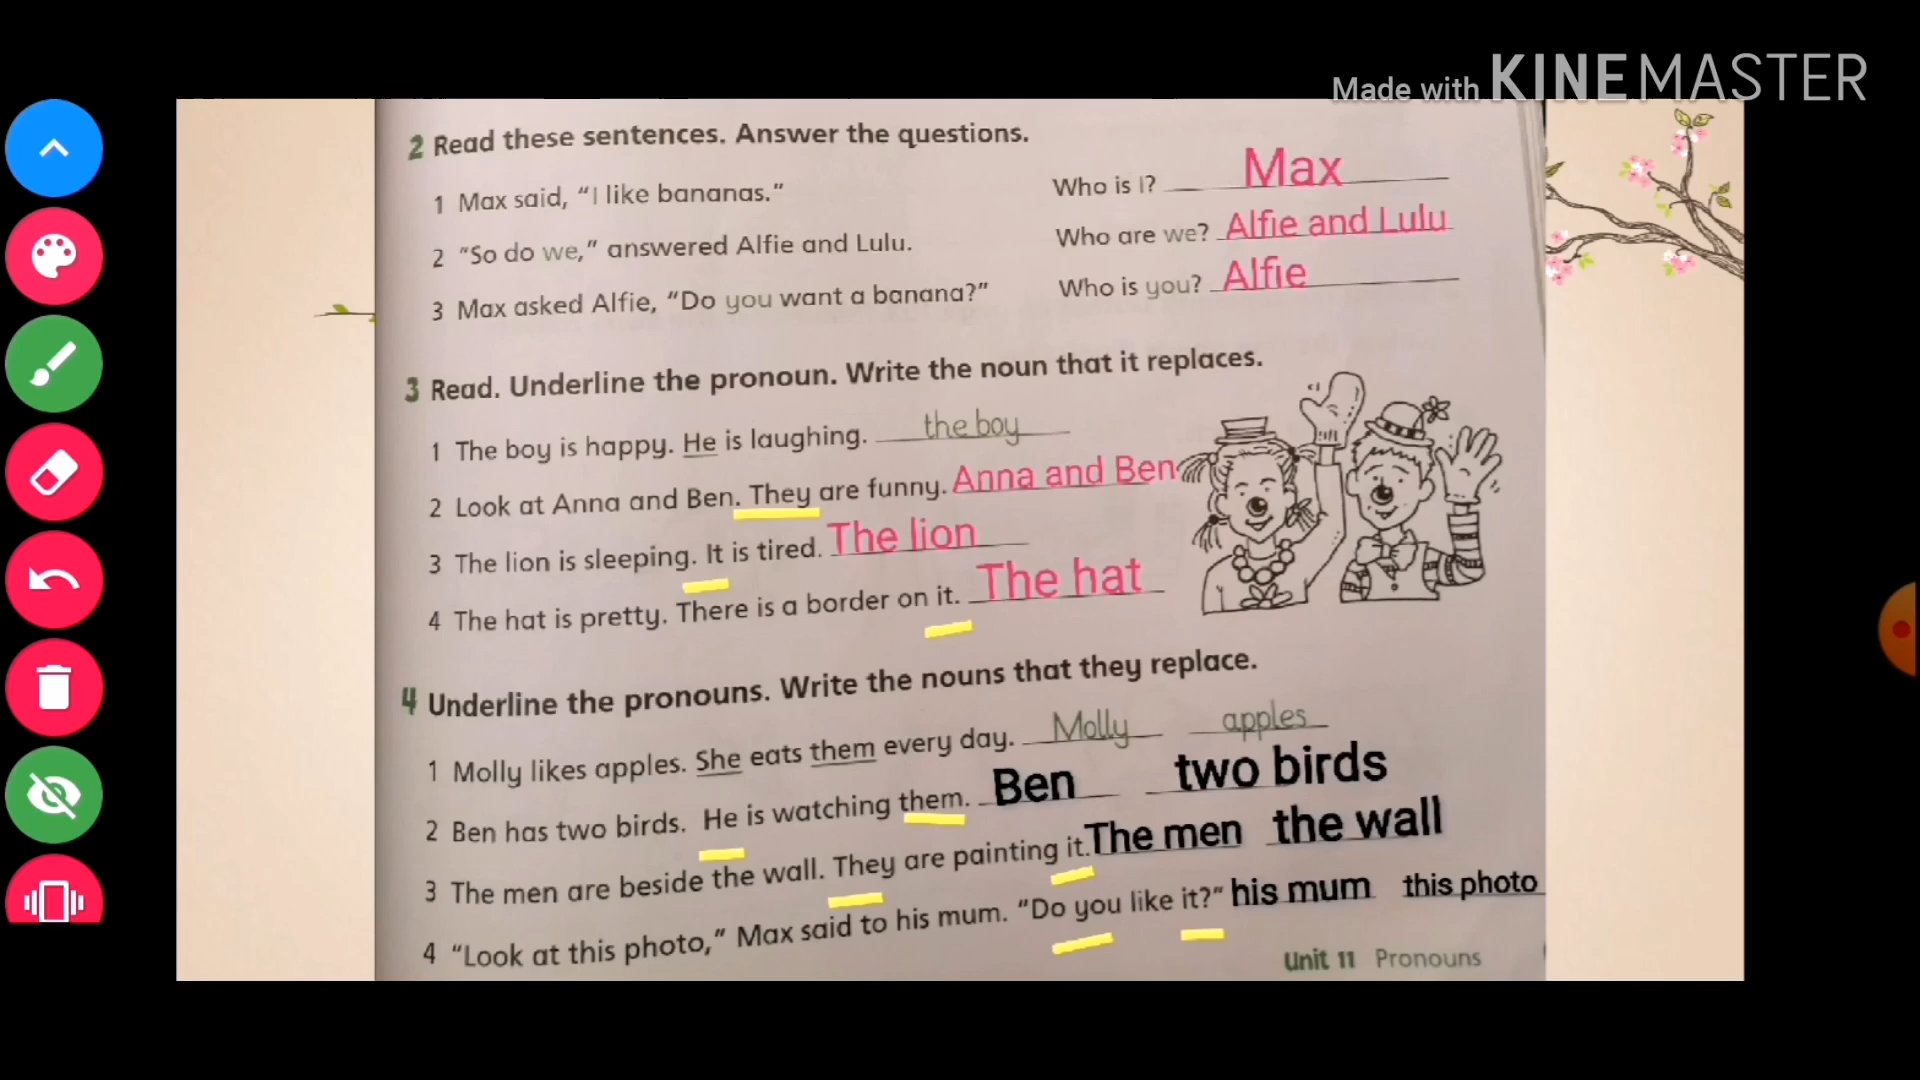 Made with KINEMASTER
2 Read these sentences. Answer the questions.
1 Max said, “I like bananas.” Who is I? Max
2 “So do we,” answered Alfie and Lulu. Who are we? Alfie and Lulu
3 Max asked Alfie, “Do you want a banana?” Who is you? Alfie
3 Read. Underline the pronoun. Write the noun that it replaces.
1 The boy is happy. He is laughing. the boy
2 Look at Anna and Ben. They are funny. Anna and Ben
3 The lion is sleeping. It is tired. The lion
4 The hat is pretty. There is a border on it. The hat
4 Underline the pronouns. Write the nouns that they replace.
1 Molly likes apples. She eats them every day. Molly apples
2 Ben has two birds. He is watching them. Ben two birds
3 The men are beside the wall. They are painting it. The men the wall
4 “Look at this photo,” Max said to his mum. “Do you like it?” his mum this photo
Unit 11 Pronouns